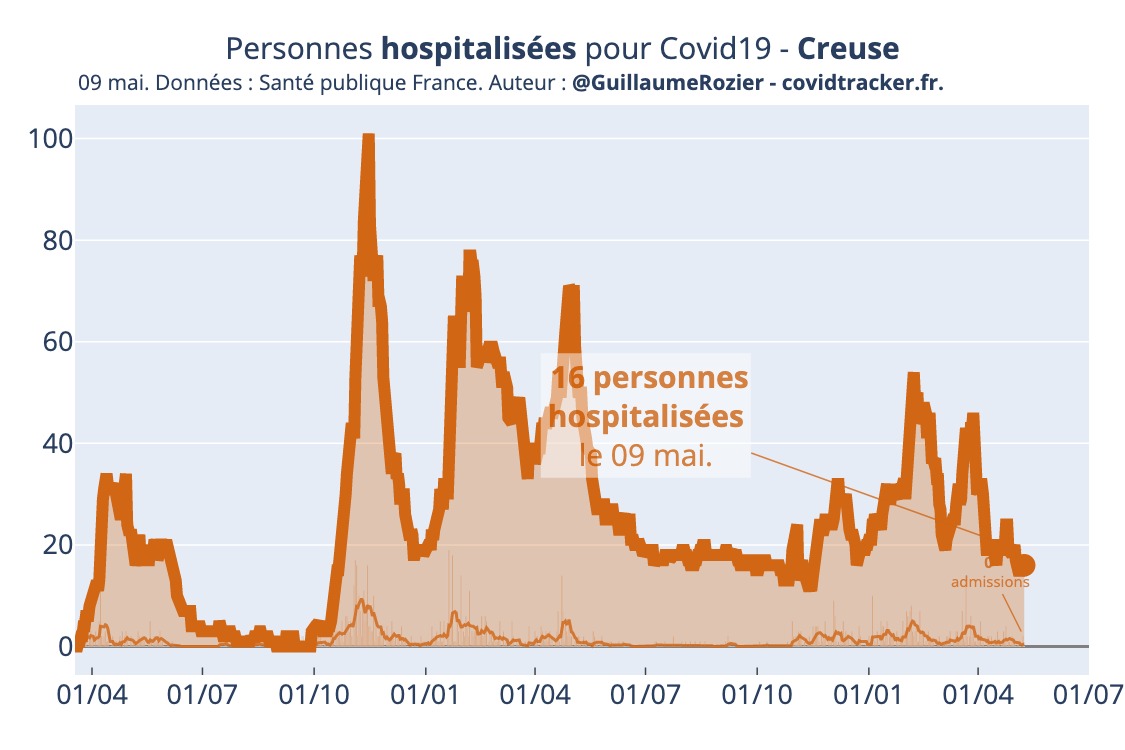 Personnes hospitalisées pour Covid19 - Creuse
09 mai. Données : Santé publique France. Auteur : @GuillaumeRozier - covidtracker.fr.
100
80
60
40
20
0
16 personnes
hospitalisées
le 09 mai.
0
admissions
01/04 01/07 01/10 01/01 01/04 01/07 01/10 01/01 01/04 01/07